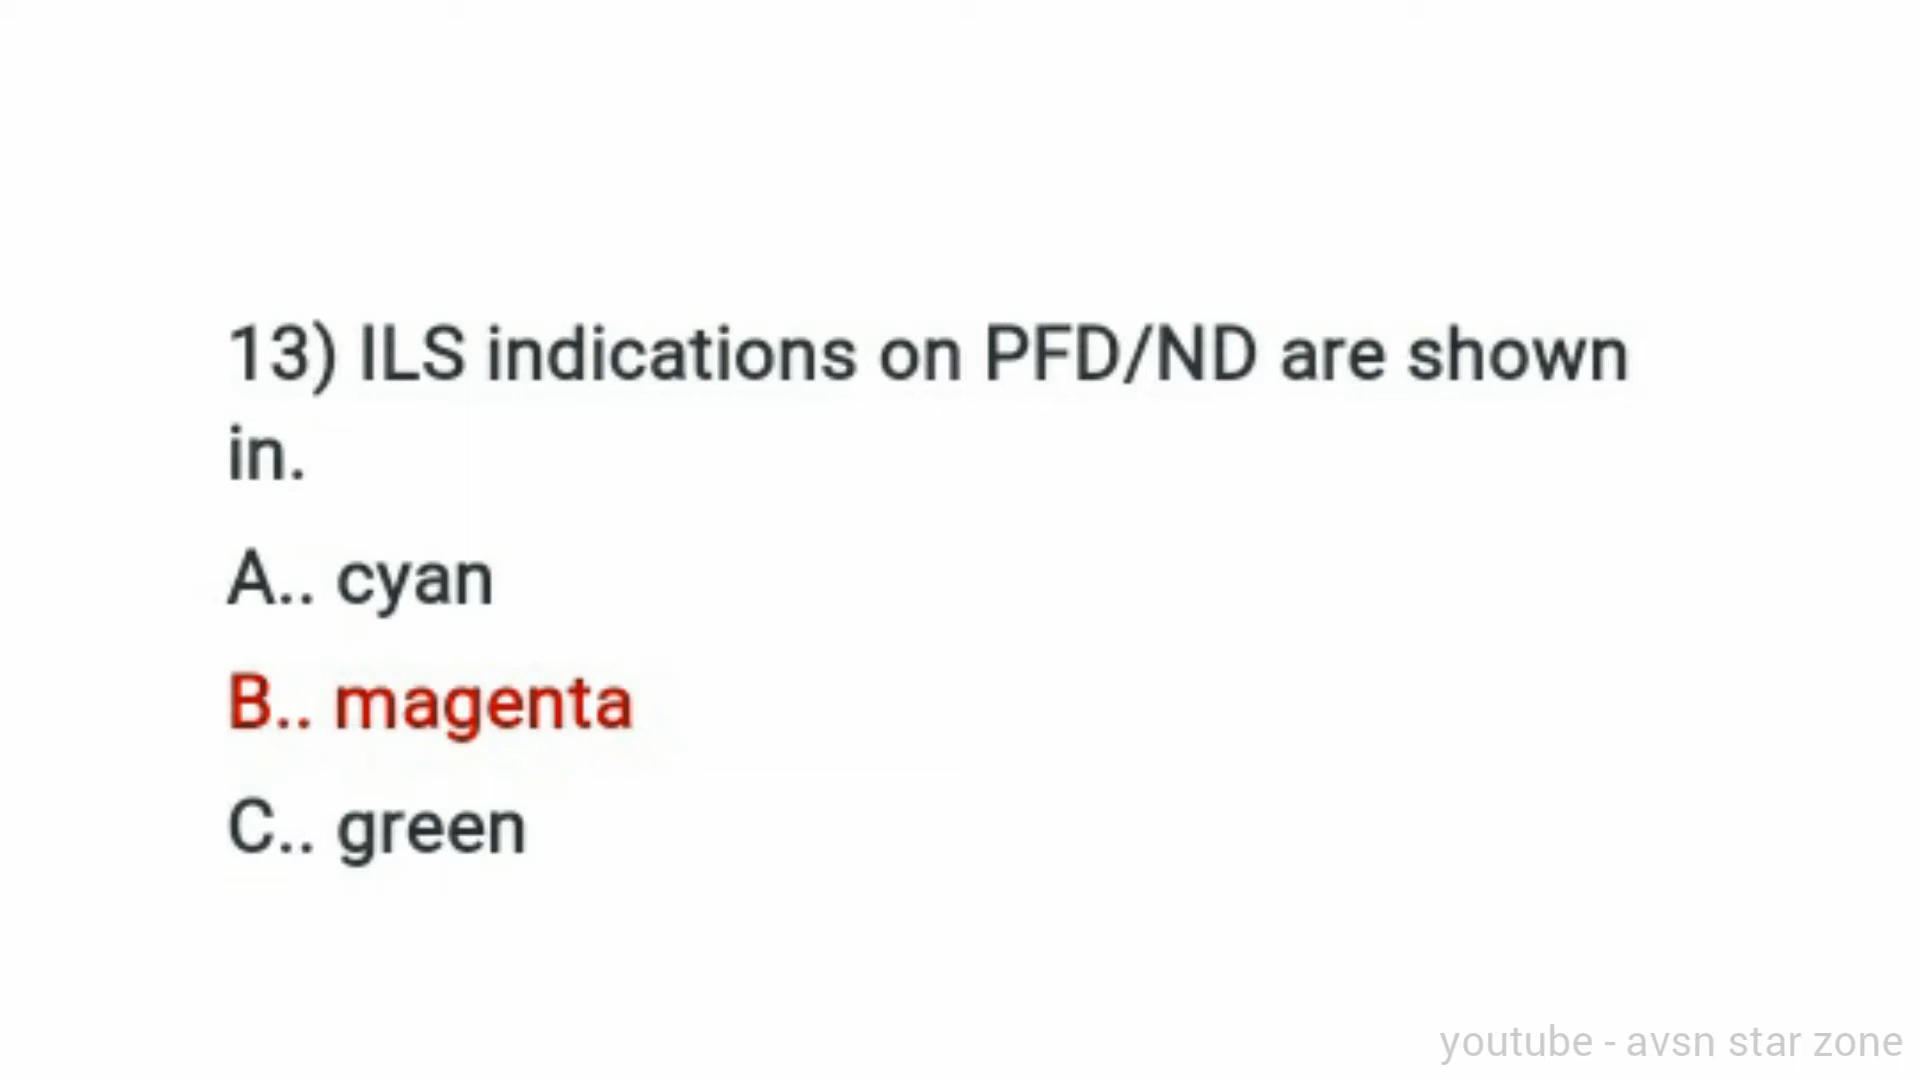 13) ILS indications on PFD/ND are shown
in.
A.. cyan
B.. magenta
C.. green
youtube - avsn star zone